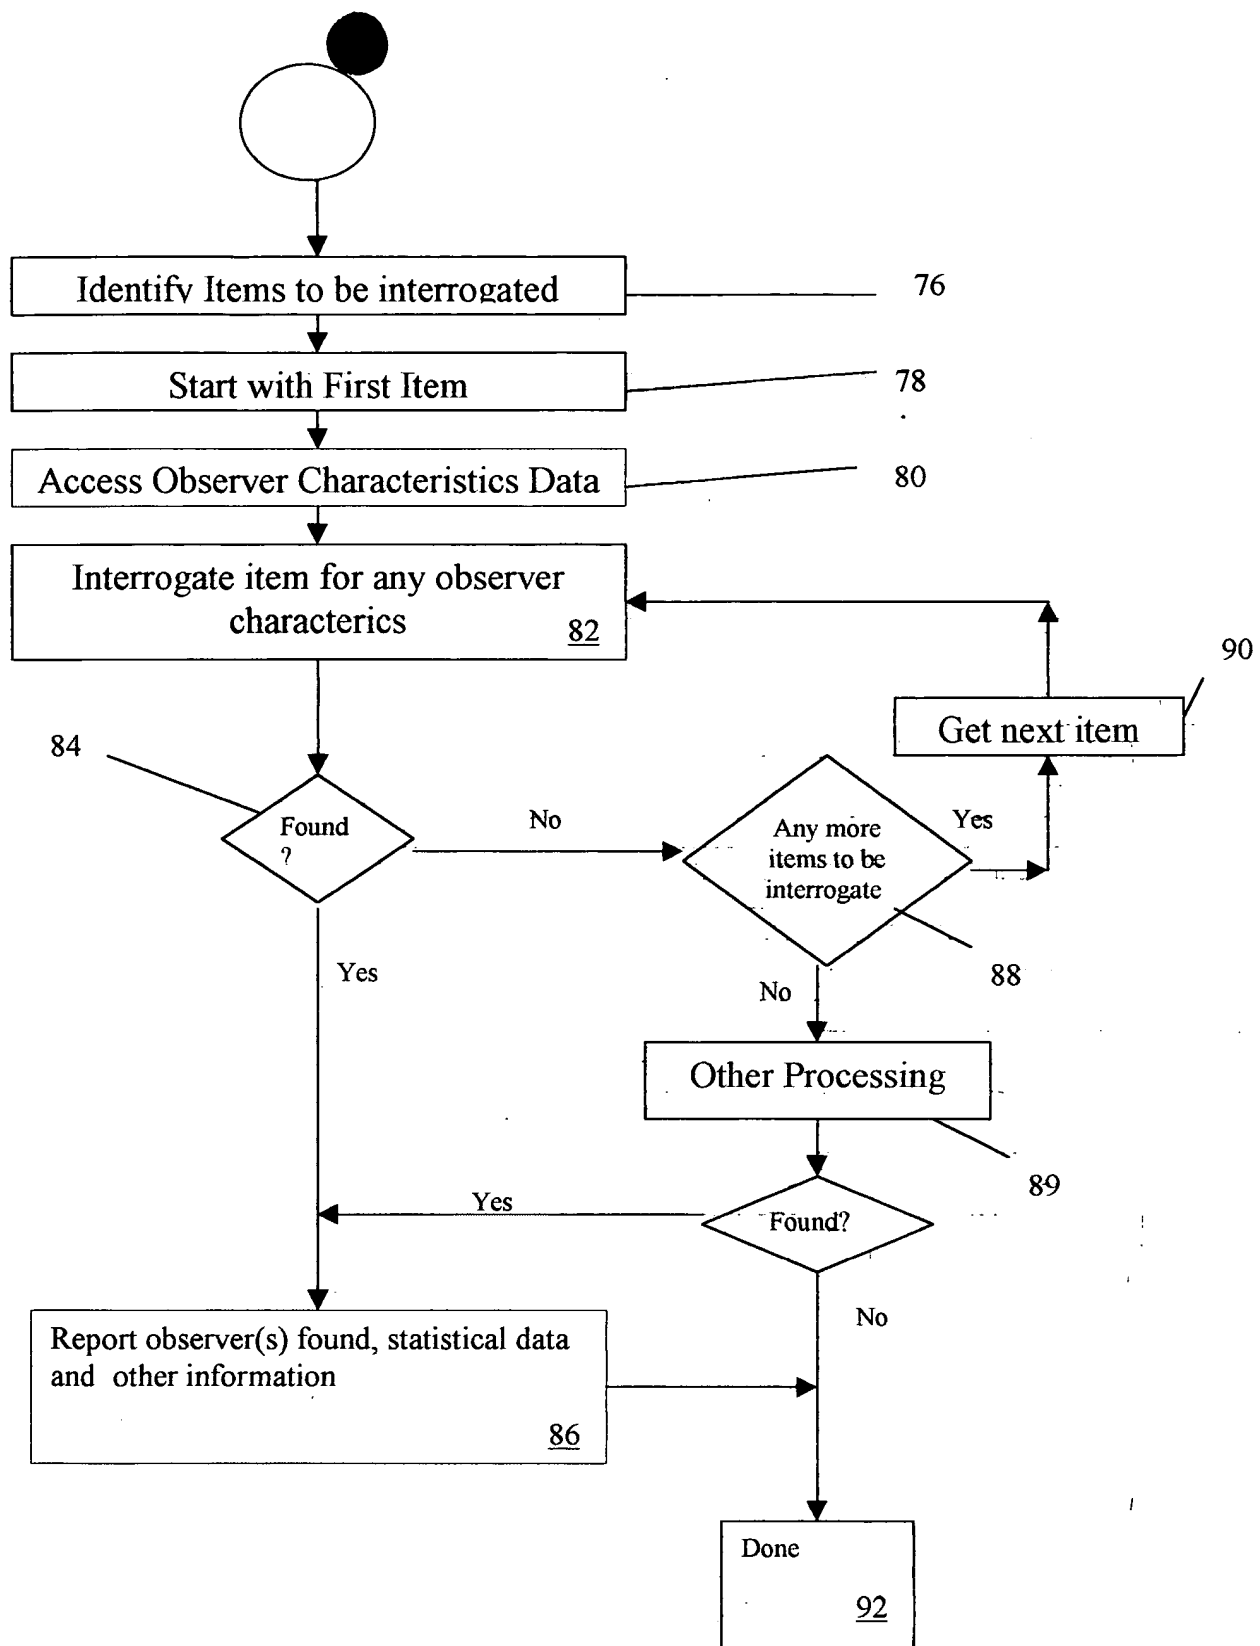 Identify Items to be interrogated
76
Start with First Item
78
Access Observer Characteristics Data
80
Interrogate item for any observer
characterics
82
90
Get next item
84
Found
?
No
Any more
items to be
interrogate
Yes
88
Yes
No
Other Processing
89
Yes
Found?
No
Report observer(s) found, statistical data
and other information
86
Done
92